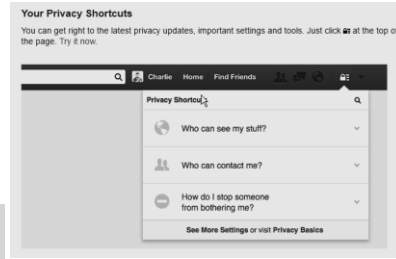 Your Privacy Shortcuts
You can get right to the latest privacy updates, important settings and tools. Just click at the top of
the page. Try it now.
Charlie Home Find Friends
Privacy Shortcuts
Who can see my stuff?
Who can contact me?
How do I stop someone
from bothering me?
See More Settings or visit Privacy Basics